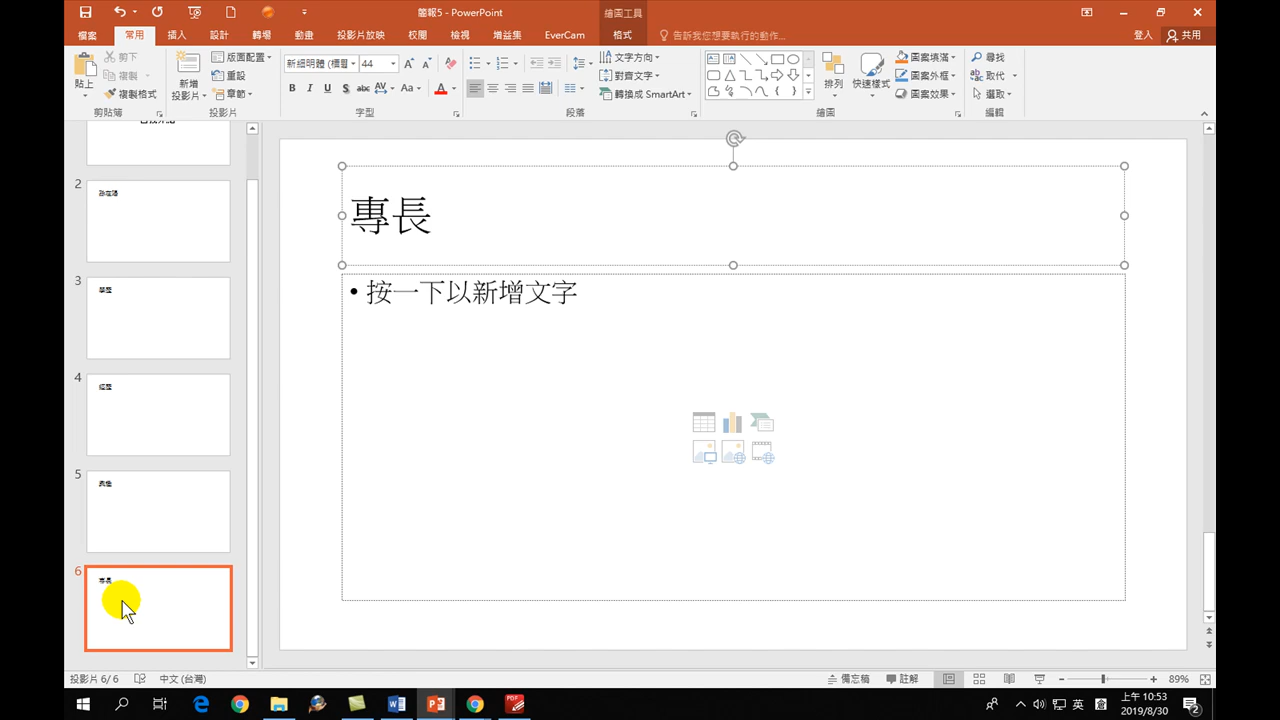 簡報5 - PowerPoint
繪圖工具
檔案 常用 插入 設計 轉場 動畫 投影片放映 校閱 檢視 增益集 EverCam 格式 告訴我您想要執行的動作... 登入 共用
貼上 剪下 複製 複製格式 剪貼簿
新增投影片 版面配置 重設 章節 投影片
新細明體 (標題) 44
B I U S abc AV Aa A
字型
文字方向 對齊文字 轉換成 SmartArt 段落
排列 快速樣式 圖案填滿 圖案外框 圖案效果 繪圖
尋找 取代 選取 編輯
2
3
學歷
4
經歷
5
6
專長
專長
• 按一下以新增文字
投影片 6/6 中文 (台灣) 備忘稿 註解 89%
英 上午 10:53
2019/8/30
2